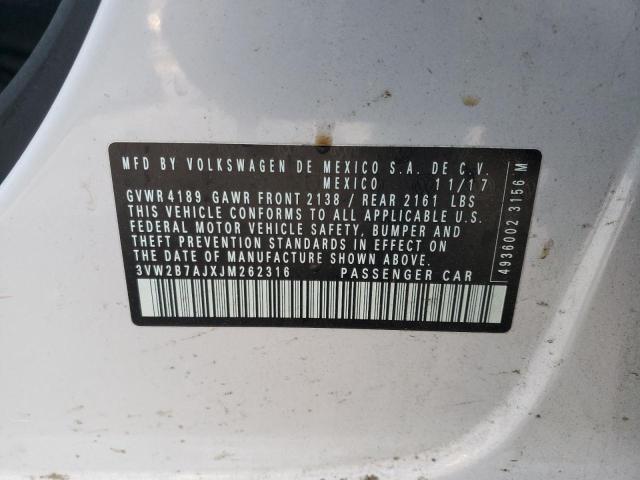 MFD BY VOLKSWAGEN DE MEXICO S.A. DE C.V.
MEXICO 11/17
GVWR 4189 GAWR FRONT 2138 / REAR 2161 LBS
THIS VEHICLE CONFORMS TO ALL APPLICABLE U.S.
FEDERAL MOTOR VEHICLE SAFETY, BUMPER AND
THEFT PREVENTION STANDARDS IN EFFECT ON
THE DATE OF MANUFACTURE SHOWN ABOVE.
3VW2B7AJXJM262316 PASSENGER CAR
4936002 3156 M